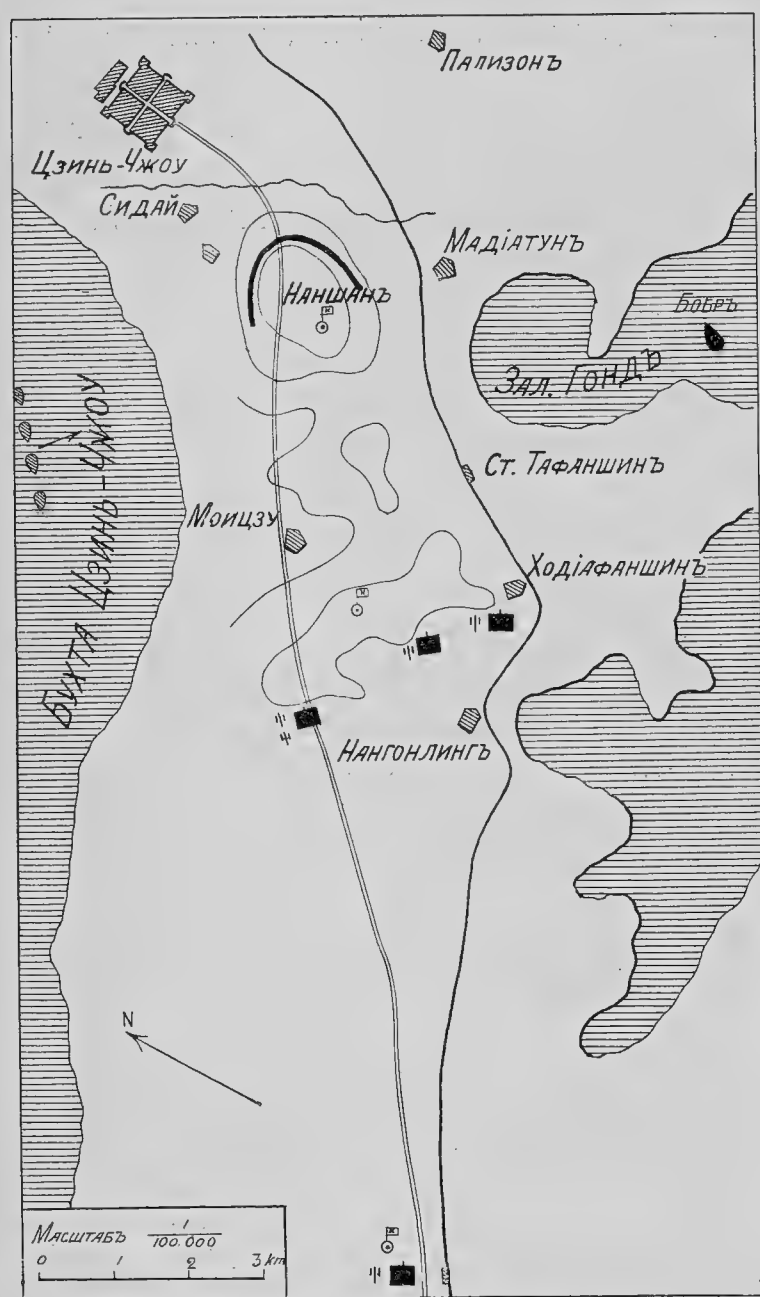 Пализонъ
Цзинь-Чжоу
Сидай
Мадіатунъ
Наншанъ
Бобръ
Зал. Гондъ
Бухта Цзинь-Чжоу
Ст. Тафаншинъ
Моицзу
Ходіафаншинъ
Нангонлингъ
N
Масштабъ 1/100.000
0 1 2 3 km